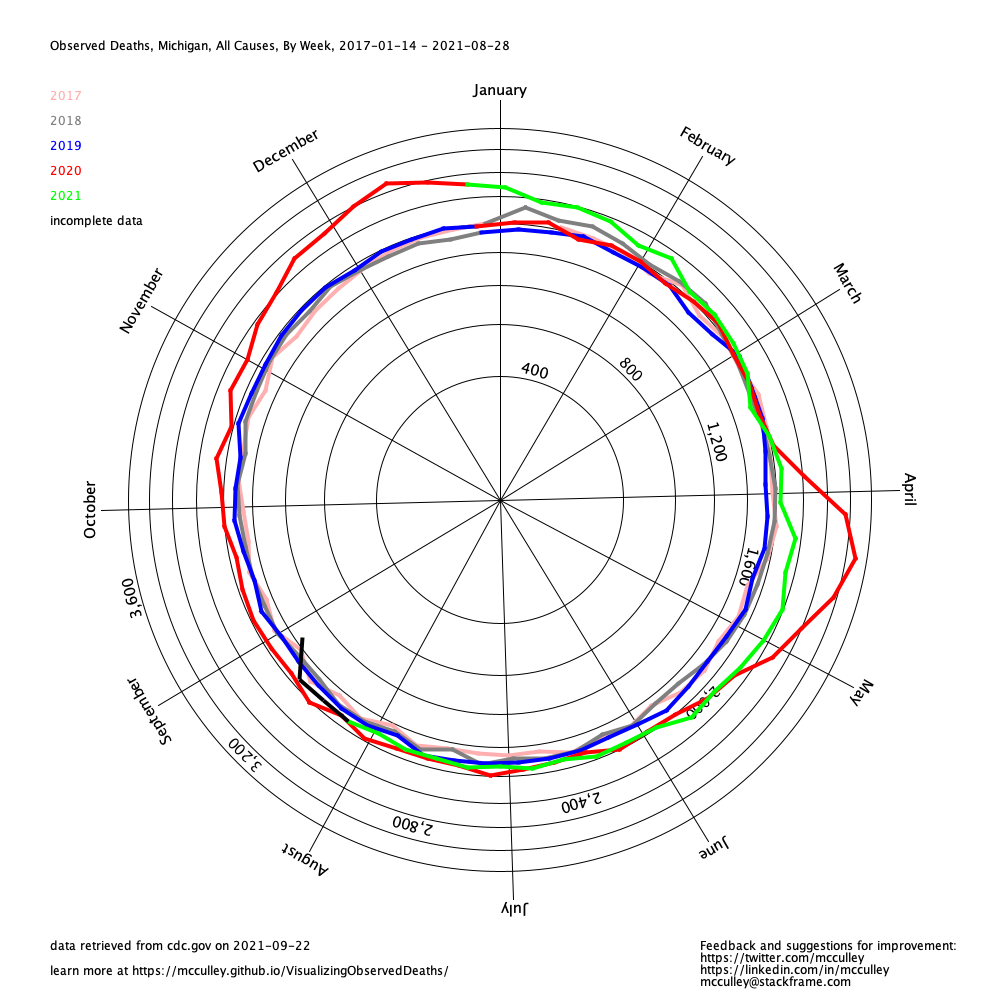 Observed Deaths, Michigan, All Causes, By Week, 2017-01-14 - 2021-08-28
2017
2018
2019
2020
2021
incomplete data
January
February
March
April
May
June
July
August
September
October
November
December
400
800
1,200
1,600
2,000
2,400
2,800
3,200
3,600
data retrieved from cdc.gov on 2021-09-22
learn more at https://mcculley.github.io/VisualizingObservedDeaths/
Feedback and suggestions for improvement:
https://twitter.com/mcculley
https://linkedin.com/in/mcculley
mcculley@stackframe.com